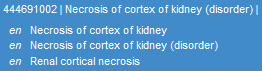 444691002 | Necrosis of cortex of kidney (disorder) |
en Necrosis of cortex of kidney
en Necrosis of cortex of kidney (disorder)
en Renal cortical necrosis